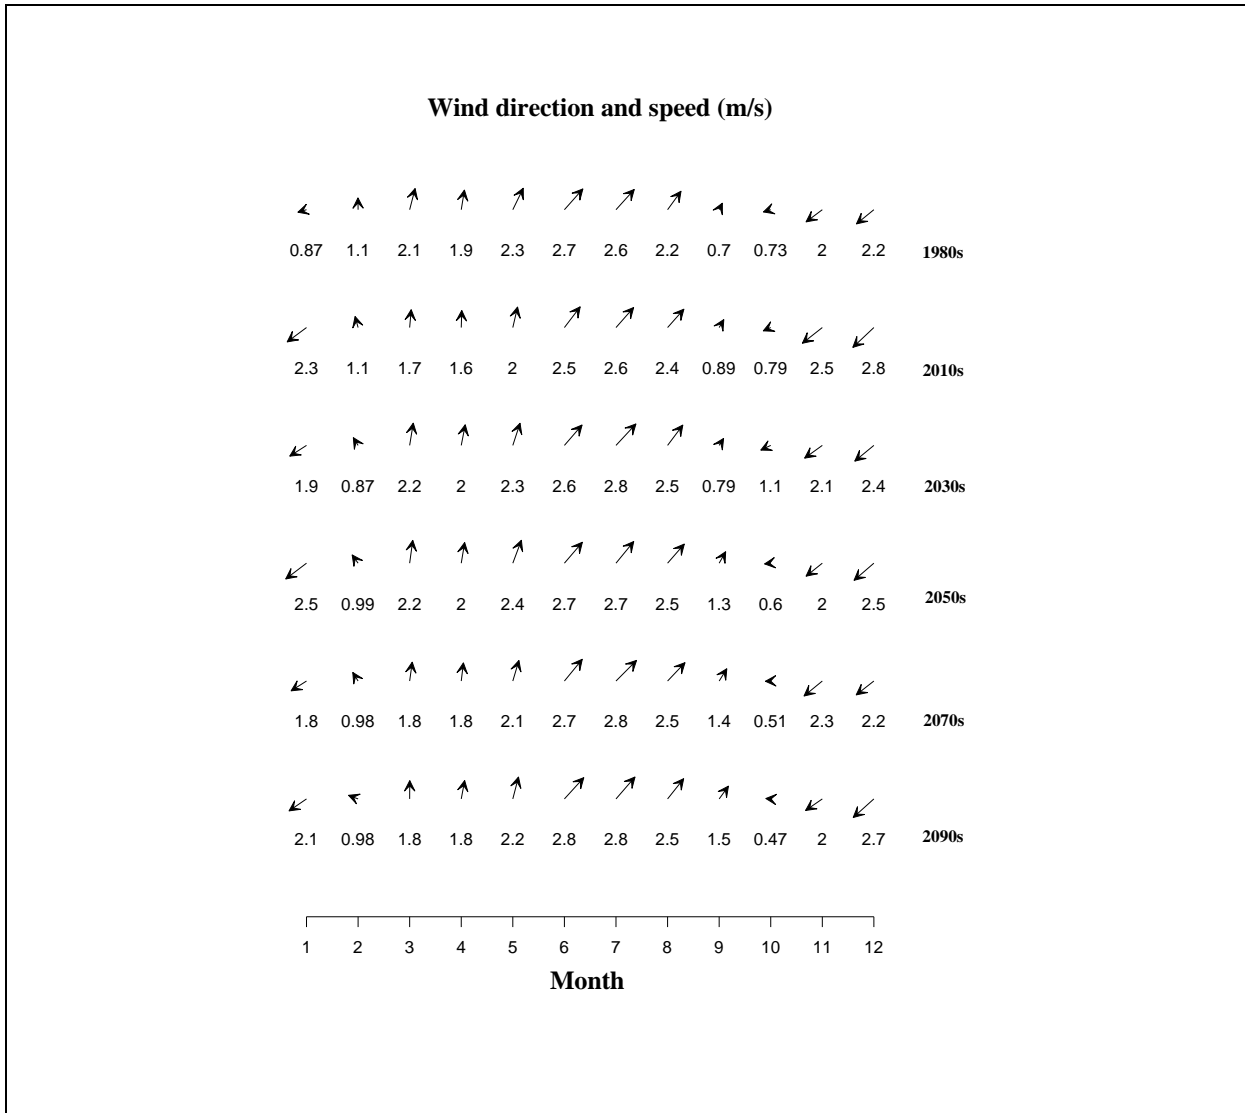 Wind direction and speed (m/s)
0.87 1.1 2.1 1.9 2.3 2.7 2.6 2.2 0.7 0.73 2 2.2 1980s
2.3 1.1 1.7 1.6 2 2.5 2.6 2.4 0.89 0.79 2.5 2.8 2010s
1.9 0.87 2.2 2 2.3 2.6 2.8 2.5 0.79 1.1 2.1 2.4 2030s
2.5 0.99 2.2 2 2.4 2.7 2.7 2.5 1.3 0.6 2 2.5 2050s
1.8 0.98 1.8 1.8 2.1 2.7 2.8 2.5 1.4 0.51 2.3 2.2 2070s
2.1 0.98 1.8 1.8 2.2 2.8 2.8 2.5 1.5 0.47 2 2.7 2090s
1 2 3 4 5 6 7 8 9 10 11 12
Month